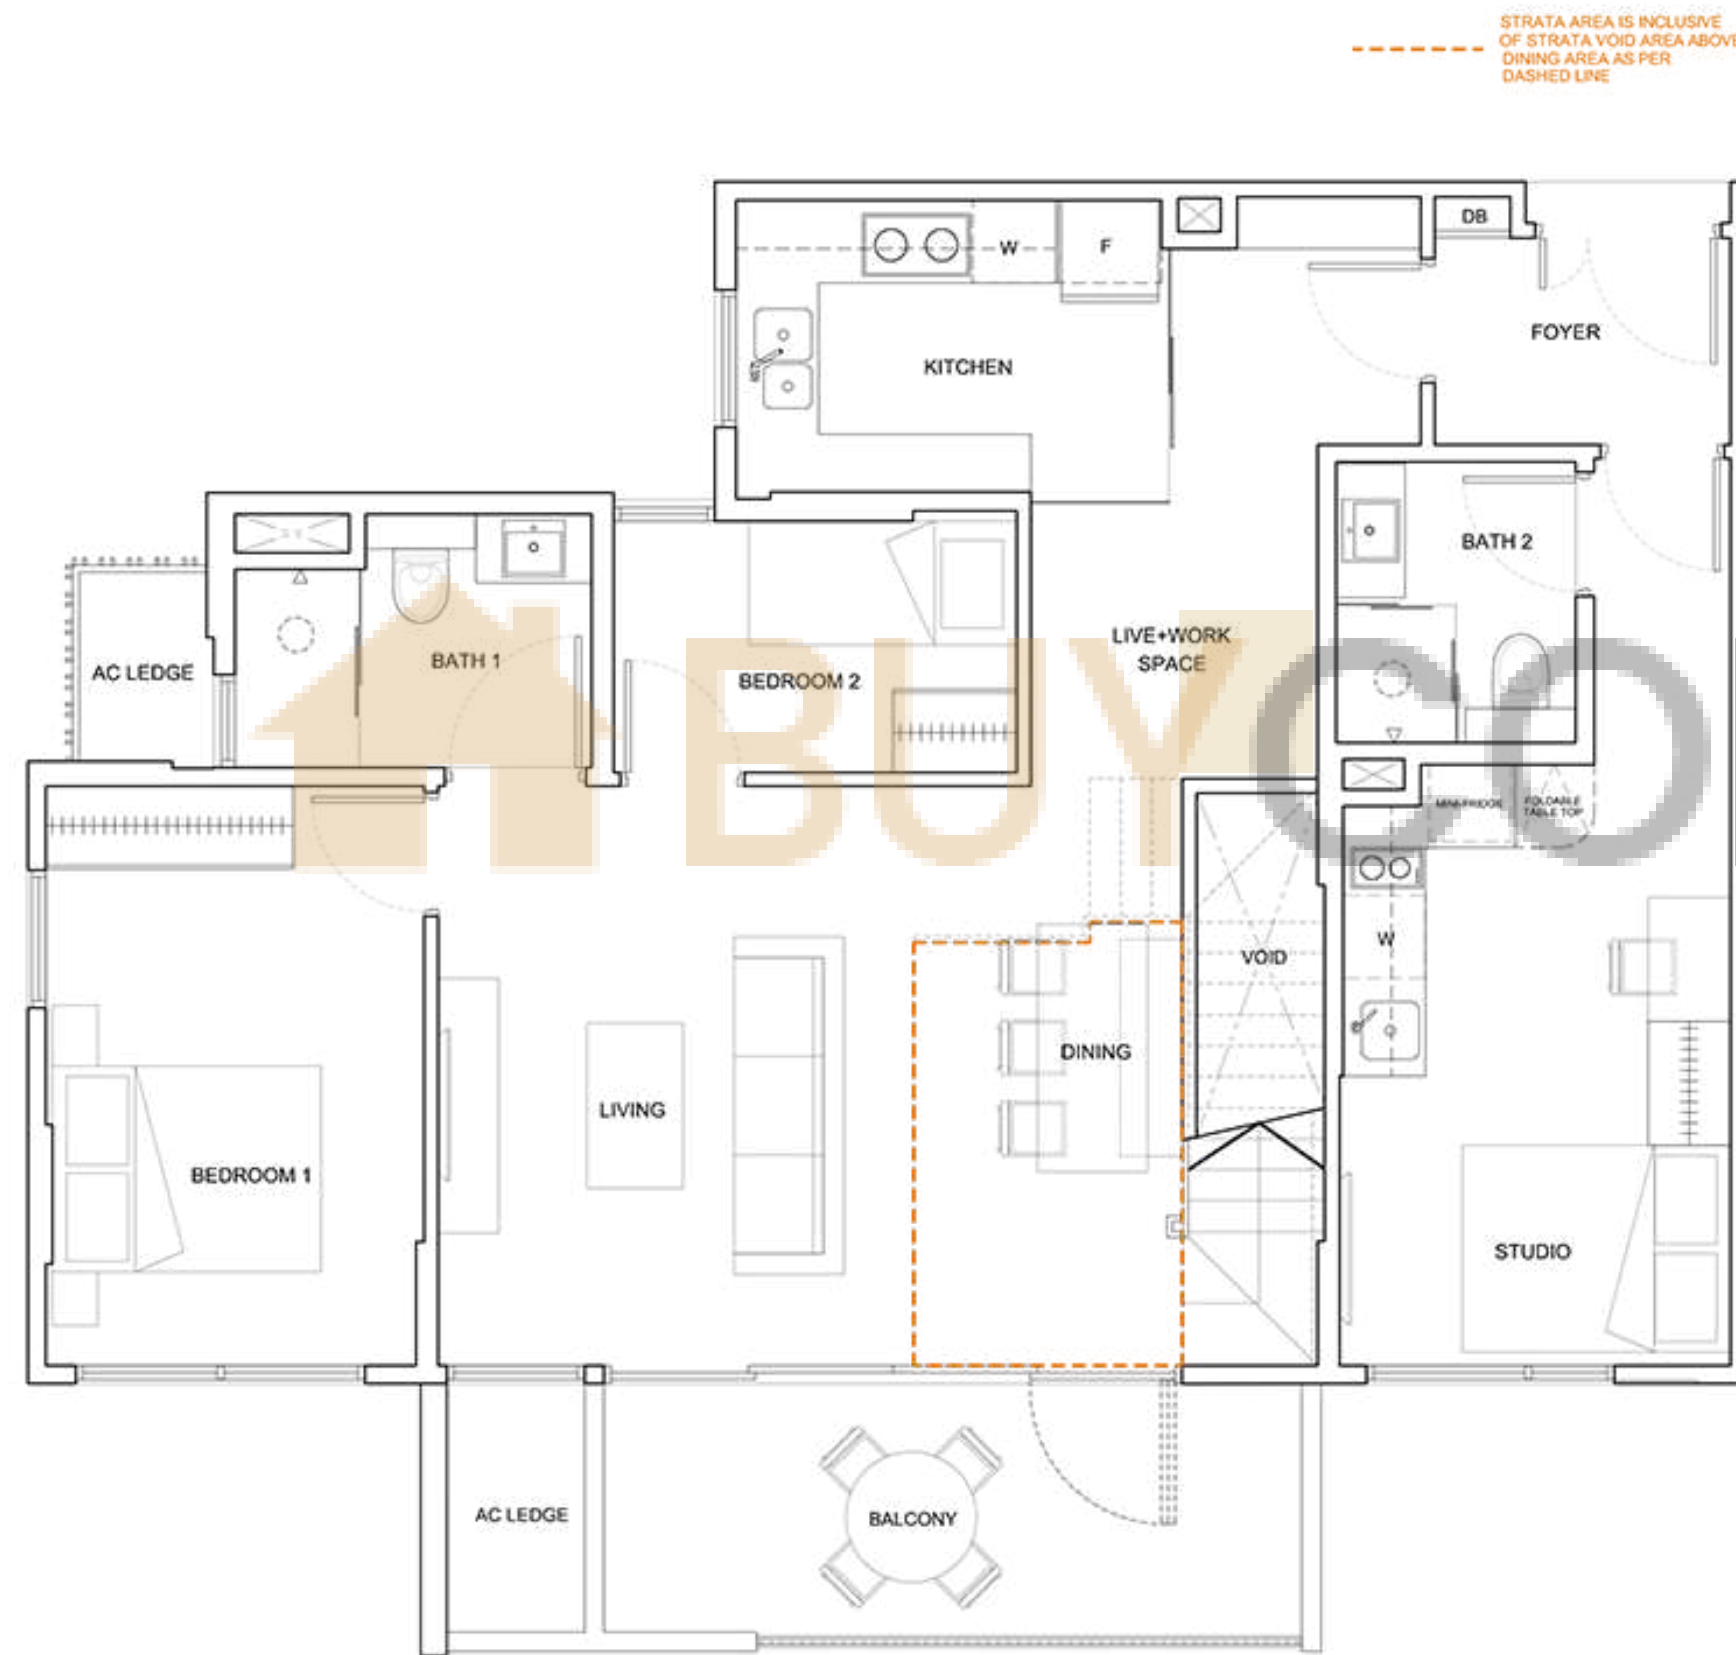 STRATA AREA IS INCLUSIVE
OF STRATA VOID AREA ABOVE
DINING AREA AS PER
DASHED LINE
DB
W
F
FOYER
KITCHEN
BATH 2
LIVE+WORK
SPACE
BATH 1
AC LEDGE
BEDROOM 2
BUYCO
MINI FRIDGE
FOLDABLE
TABLE TOP
W
VOID
DINING
LIVING
BEDROOM 1
STUDIO
AC LEDGE
BALCONY